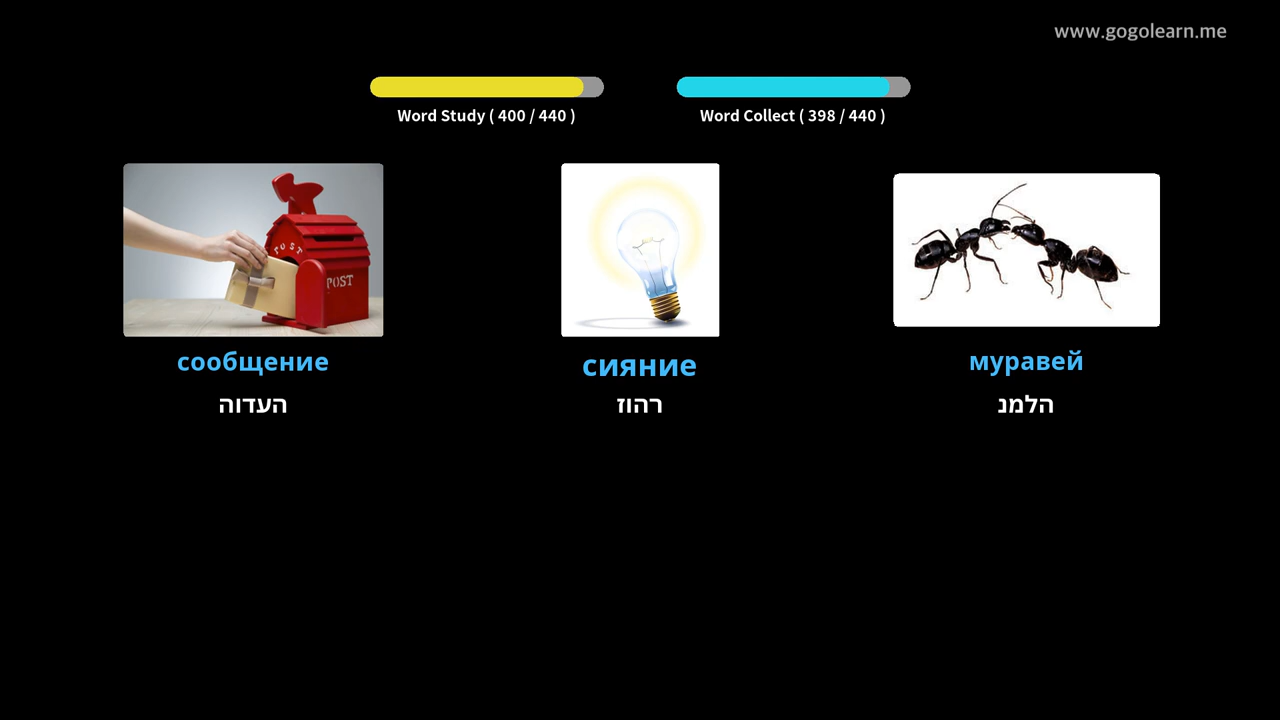 www.gogolearn.me
Word Study ( 400 / 440 )
Word Collect ( 398 / 440 )
POST
POST
сообщение
העדוה
сияние
רהוז
муравей
הלמנ